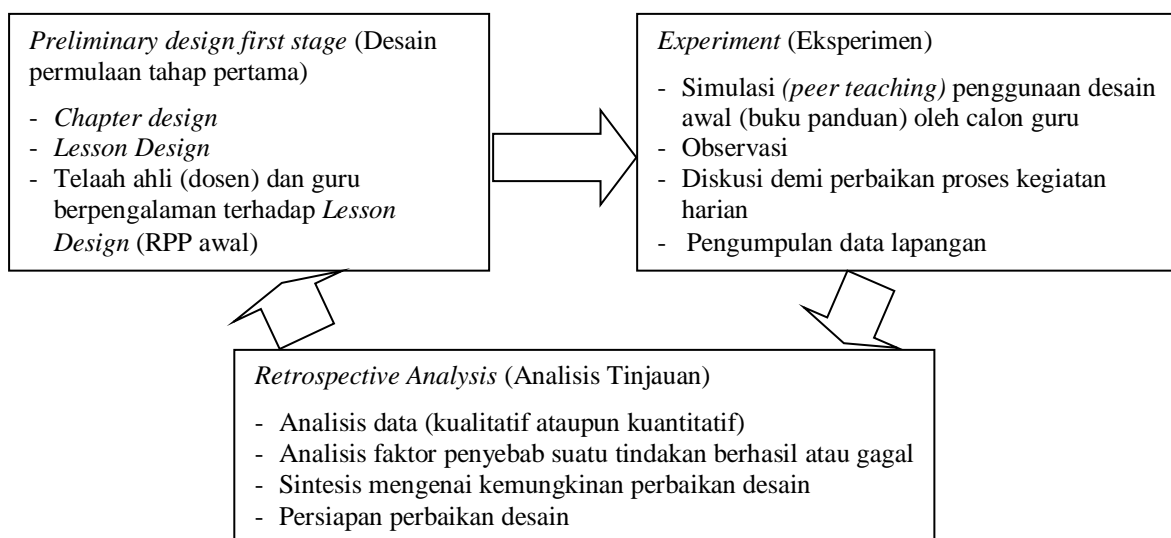 Preliminary design first stage (Desain
permulaan tahap pertama)
- Chapter design
- Lesson Design
- Telaah ahli (dosen) dan guru
berpengalaman terhadap Lesson
Design (RPP awal)
Experiment (Eksperimen)
- Simulasi (peer teaching) penggunaan desain
awal (buku panduan) oleh calon guru
- Observasi
- Diskusi demi perbaikan proses kegiatan
harian
- Pengumpulan data lapangan
Retrospective Analysis (Analisis Tinjauan)
- Analisis data (kualitatif ataupun kuantitatif)
- Analisis faktor penyebab suatu tindakan berhasil atau gagal
- Sintesis mengenai kemungkinan perbaikan desain
- Persiapan perbaikan desain